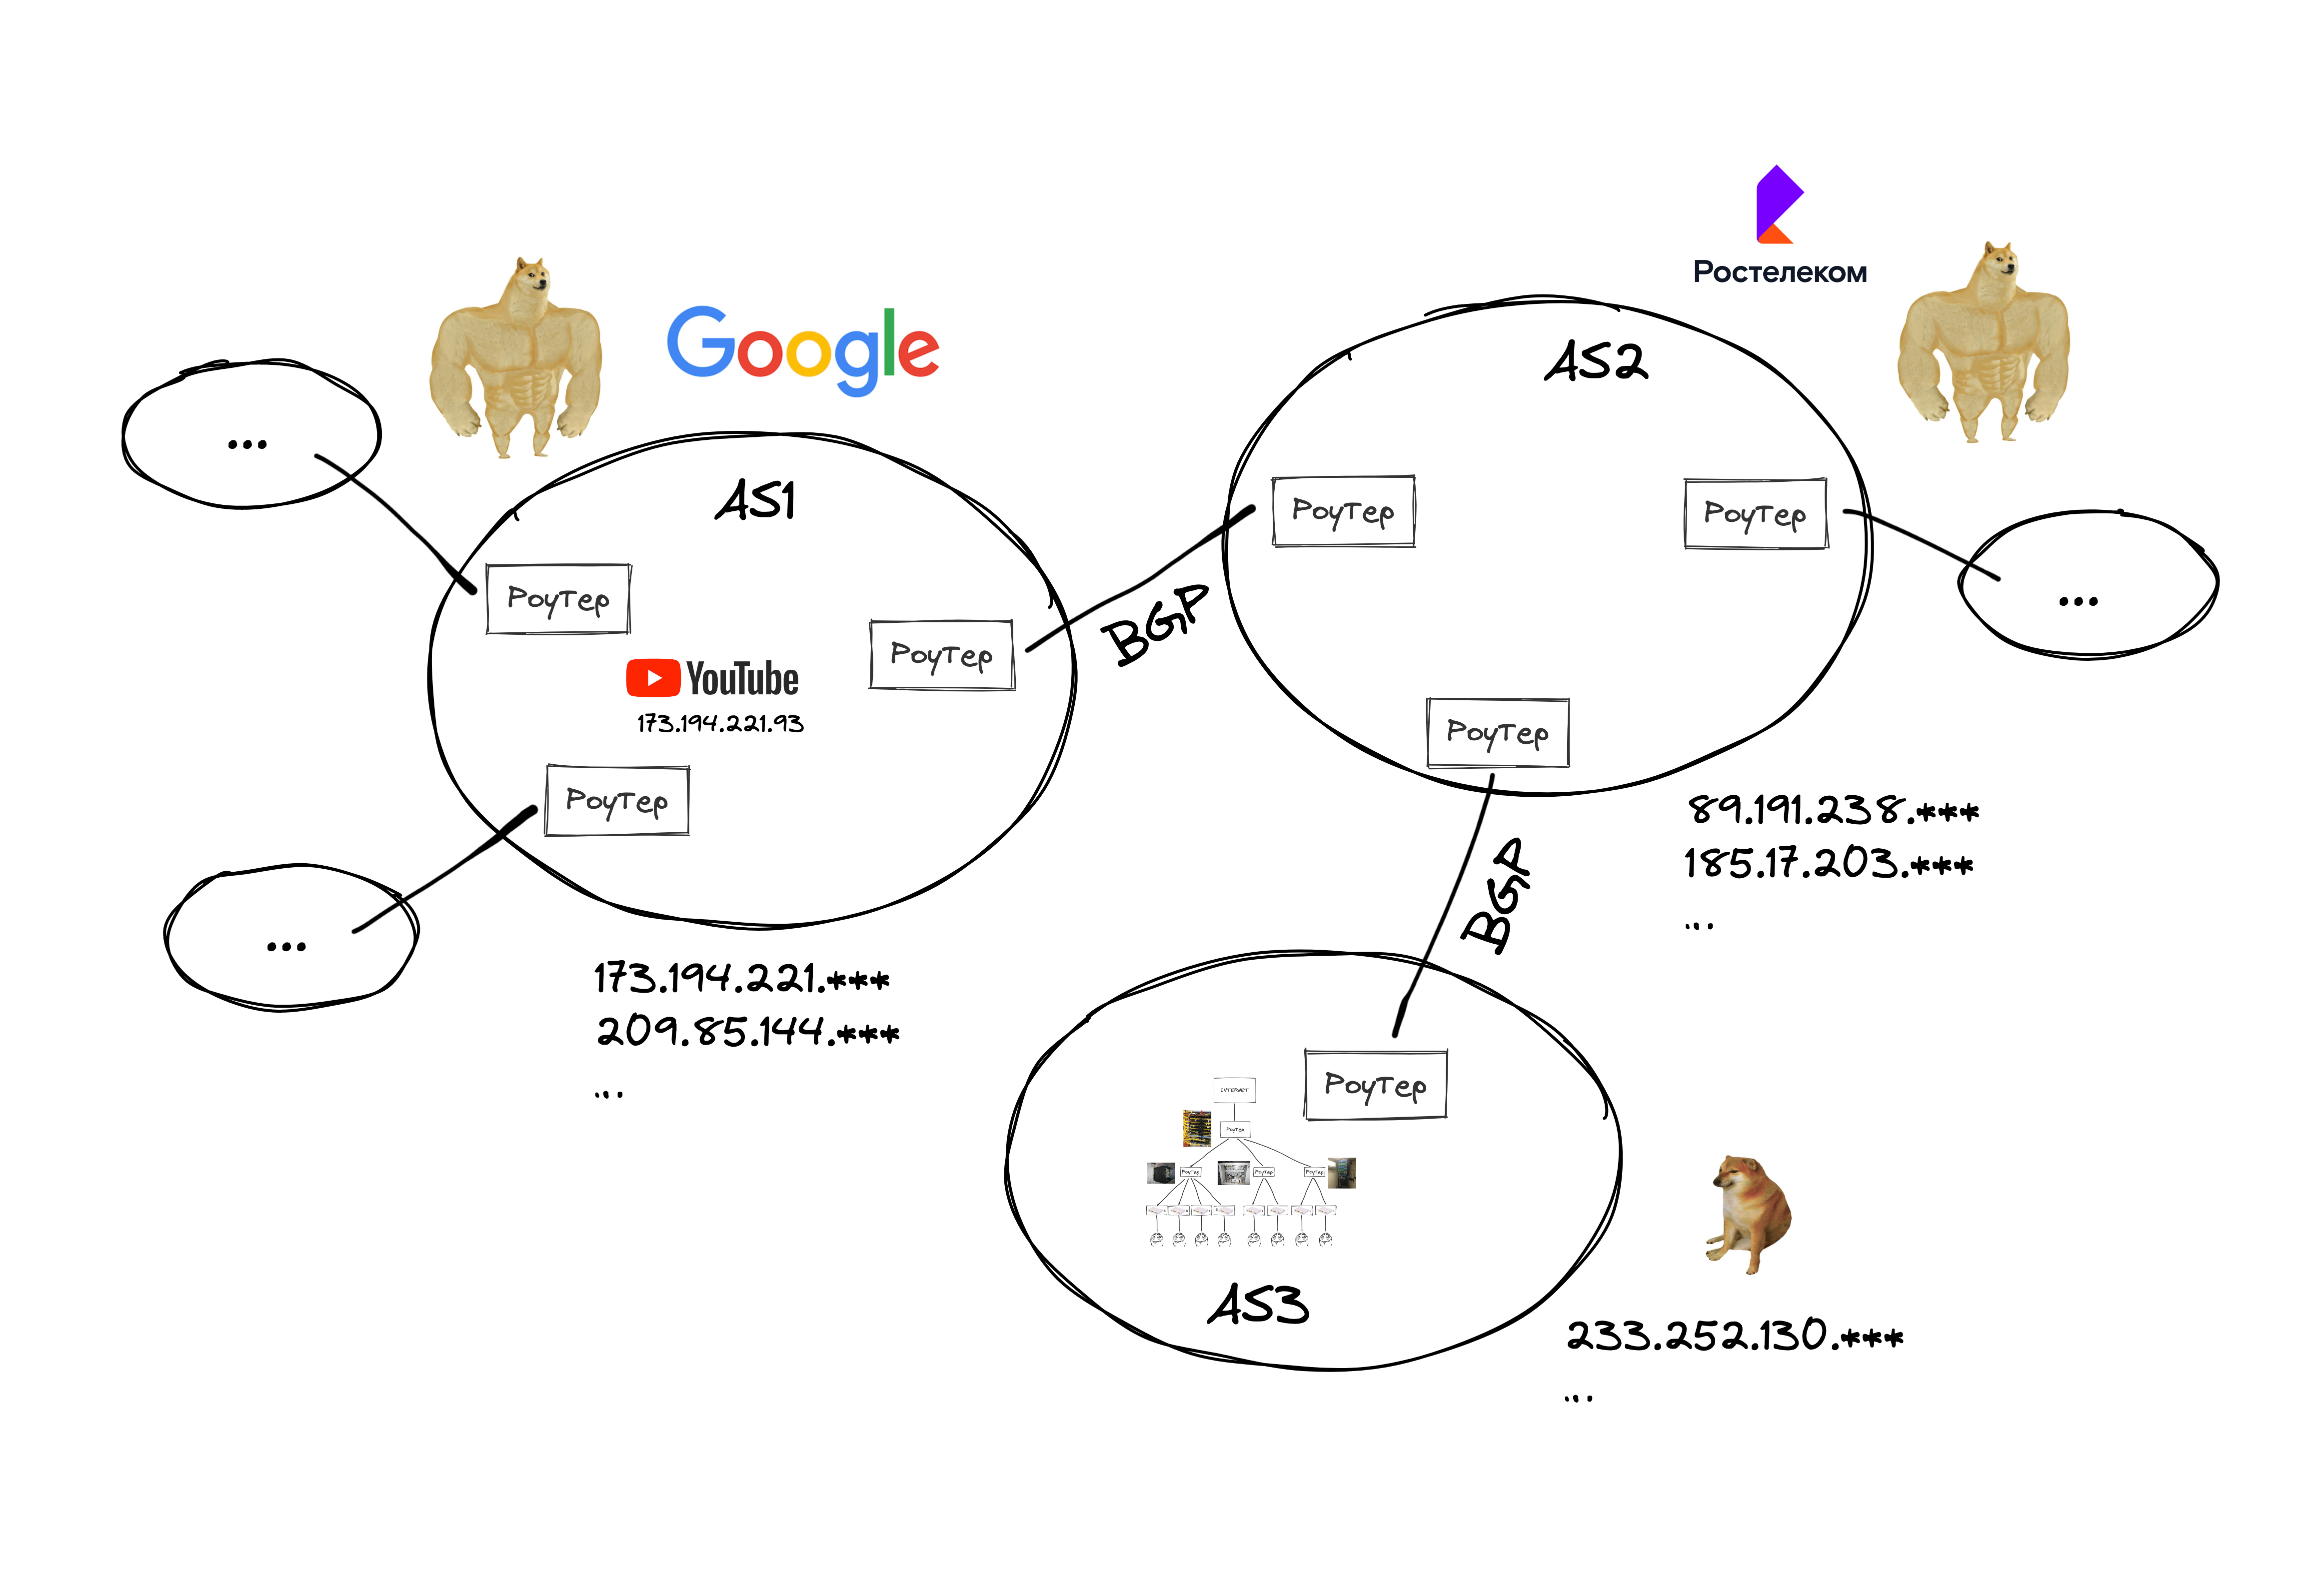 Ростелеком
Google
AS2
...
AS1
Роутер
Роутер
Роутер
Роутер
BGP
...
YouTube
173.194.221.93
Роутер
Роутер
89.191.238.***
185.17.203.***
...
BGP
...
173.194.221.***
209.85.144.***
...
Роутер
INTERNET
Роутер
Роутер
Роутер
Роутер
AS3
233.252.130.***
...